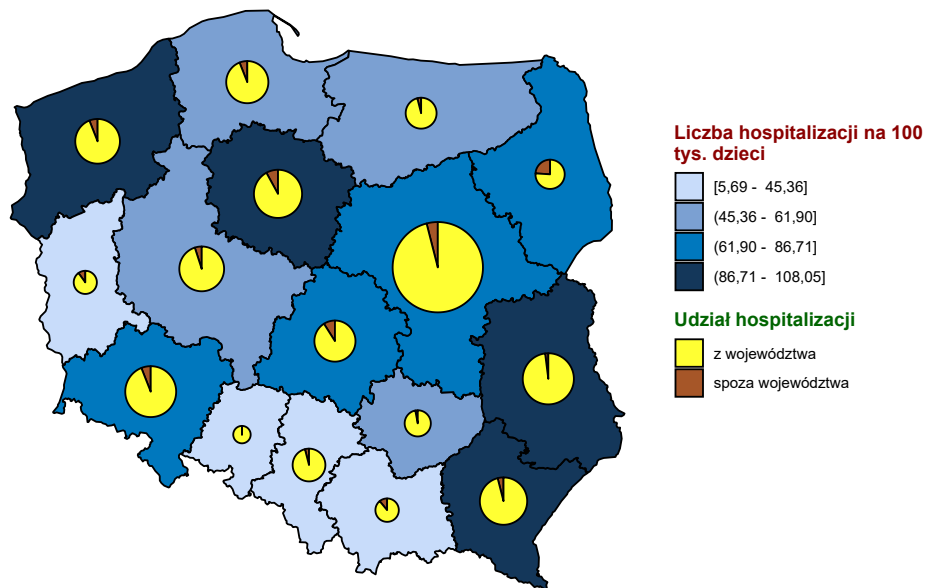 Liczba hospitalizacji na 100
tys. dzieci
[5,69 - 45,36]
(45,36 - 61,90]
(61,90 - 86,71]
(86,71 - 108,05]
Udział hospitalizacji
z województwa
spoza województwa